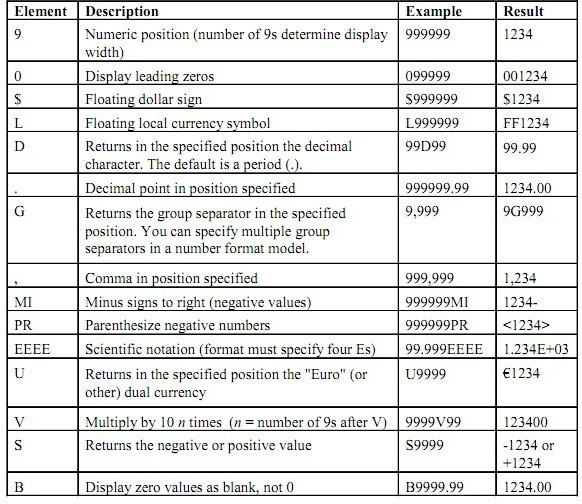 Element Description Example Result
9 Numeric position (number of 9s determine display 999999 1234
width)
0 Display leading zeros 099999 001234
$ Floating dollar sign $999999 $1234
L Floating local currency symbol L999999 FF1234
D Returns in the specified position the decimal 99D99 99.99
character. The default is a period (.).
. Decimal point in position specified 999999.99 1234.00
G Returns the group separator in the specified 9,999 9G999
position. You can specify multiple group
separators in a number format model.
, Comma in position specified 999,999 1,234
MI Minus signs to right (negative values) 999999MI 1234-
PR Parenthesize negative numbers 999999PR <1234>
EEEE Scientific notation (format must specify four Es) 99.999EEEE 1.234E+03
U Returns in the specified position the "Euro" (or U9999 €1234
other) dual currency
V Multiply by 10 n times (n = number of 9s after V) 9999V99 123400
S Returns the negative or positive value S9999 -1234 or
+1234
B Display zero values as blank, not 0 B9999.99 1234.00